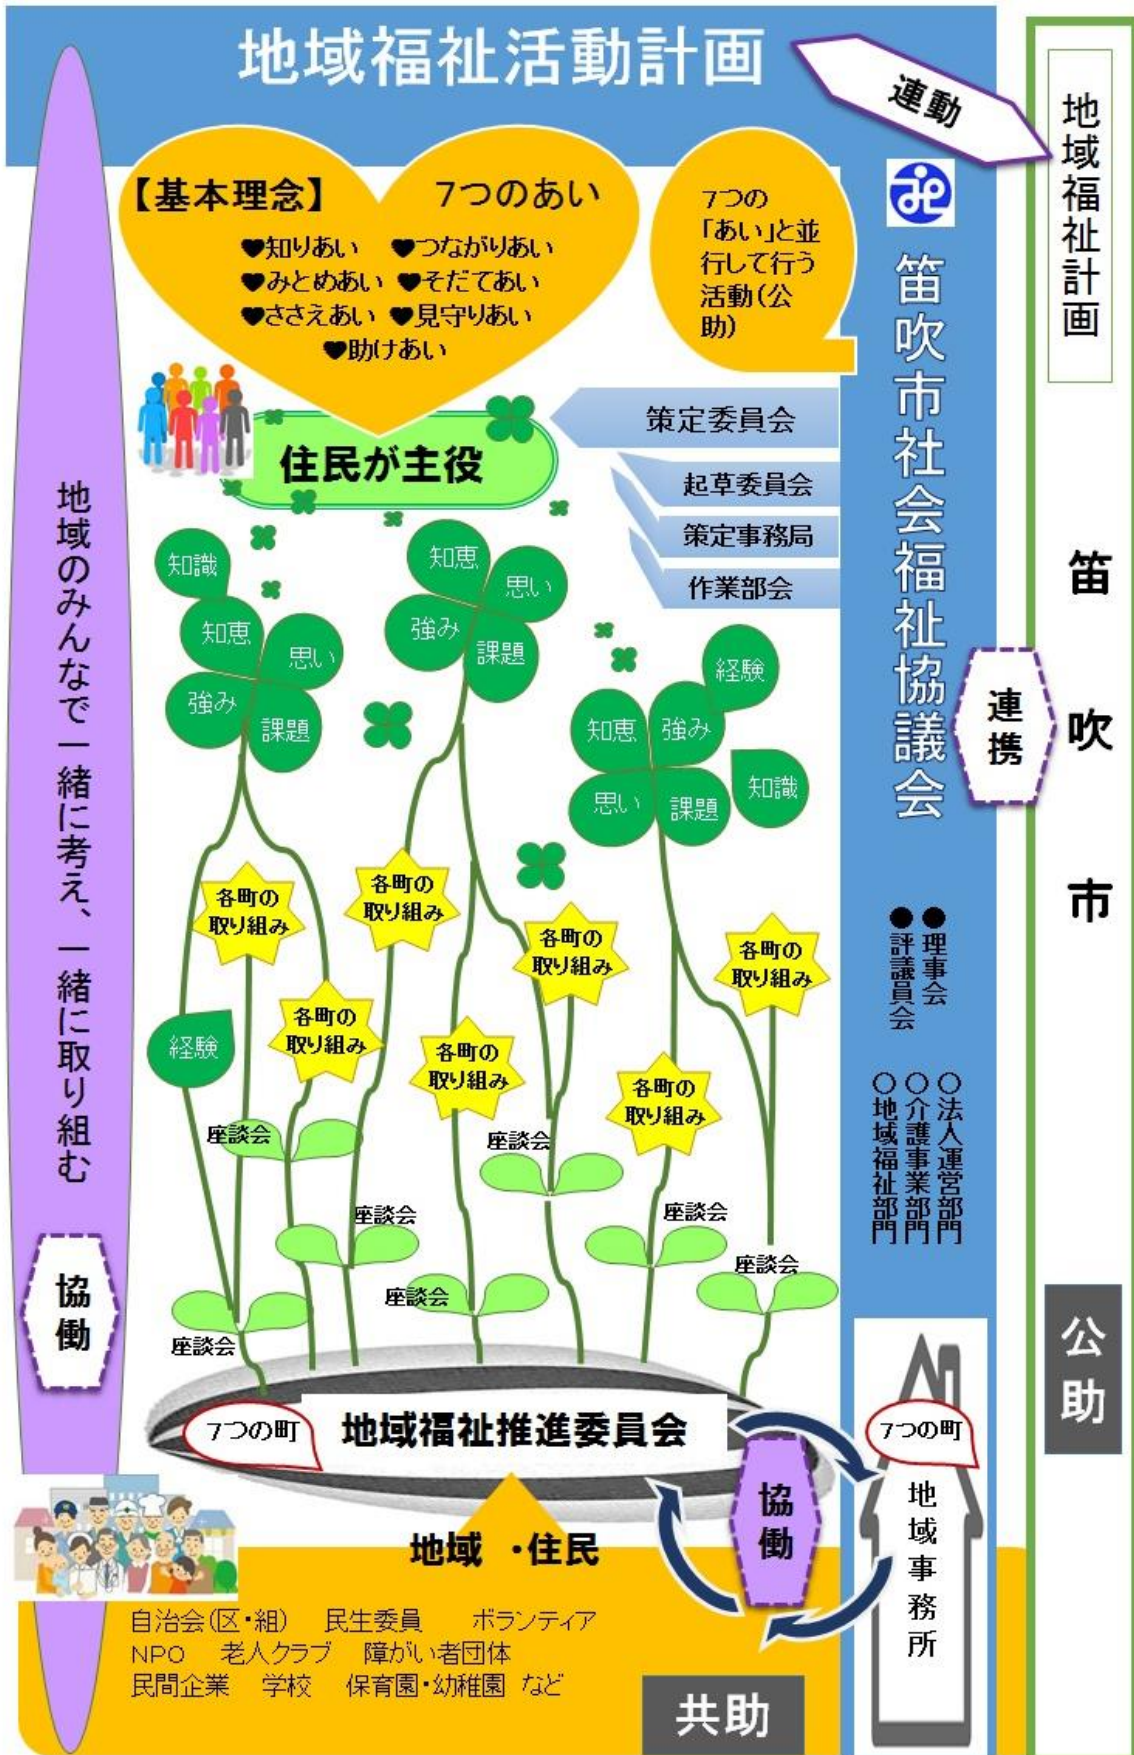 地域福祉活動計画
連動
地域福祉計画
【基本理念】 7つのあい
♥知りあい ♥つながりあい
♥みとめあい ♥そだてあい
♥ささえあい ♥見守りあい
♥助けあい
7つの
「あい」と並
行して行う
活動(公
助)
笛吹市社会福祉協議会
住民が主役
策定委員会
起草委員会
策定事務局
作業部会
地域のみんなで一緒に考え、一緒に取り組む
協働
知識
知恵
思い
強み
課題
知恵
思い
強み
課題
経験
知恵
強み
思い
課題
知識
連携
笛吹市
各町の
取り組み
各町の
取り組み
各町の
取り組み
各町の
取り組み
各町の
取り組み
各町の
取り組み
各町の
取り組み
経験
●理事会
●評議員会
○法人運営部門
○介護事業部門
○地域福祉部門
座談会
座談会
座談会
座談会
座談会
座談会
座談会
公助
7つの町
地域福祉推進委員会
協働
7つの町
地域事務所
地域・住民
自治会(区・組) 民生委員 ボランティア
NPO 老人クラブ 障がい者団体
民間企業 学校 保育園・幼稚園 など
共助